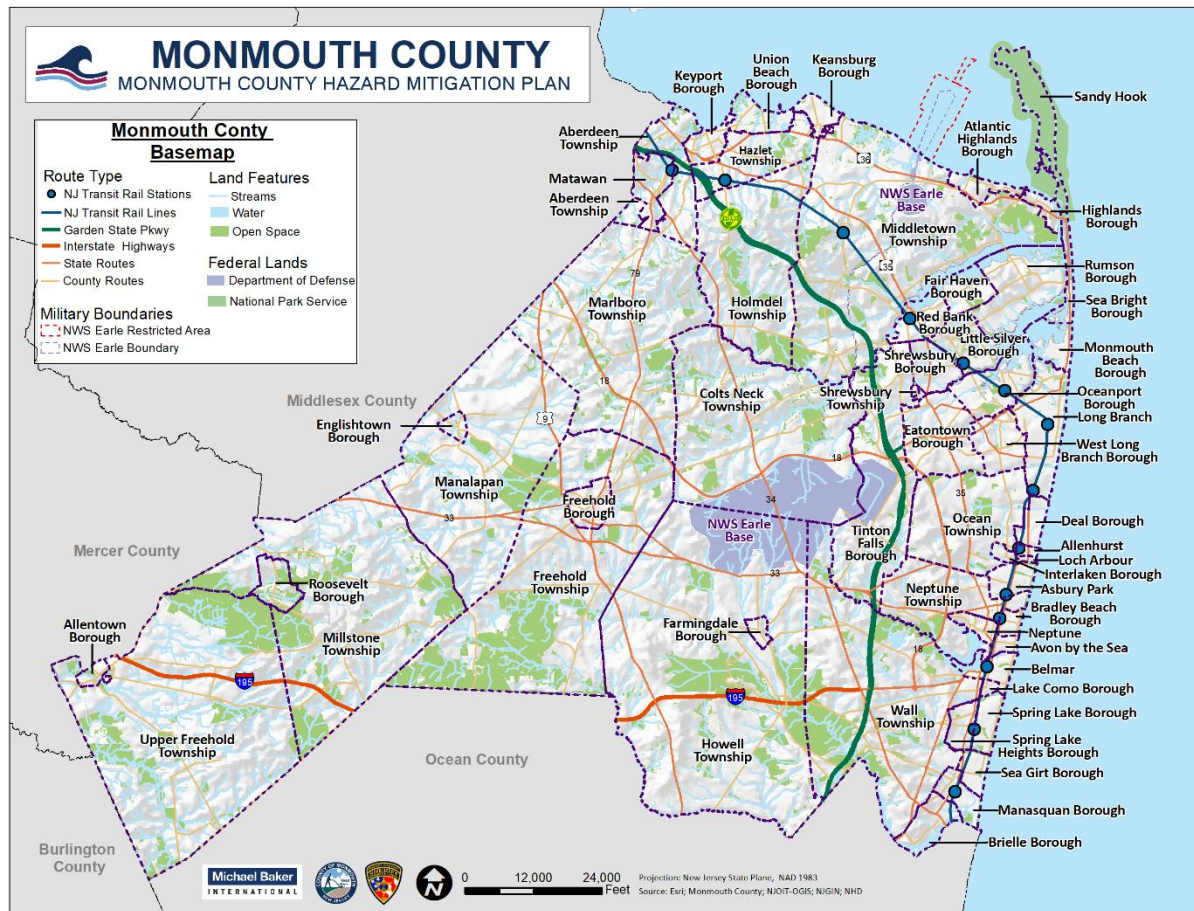 MONMOUTH COUNTY
MONMOUTH COUNTY HAZARD MITIGATION PLAN
Monmouth Conty
Basemap
Route Type
NJ Transit Rail Stations
NJ Transit Rail Lines
Garden State Pkwy
Interstate Highways
State Routes
County Routes
Military Boundaries
NWS Earle Restricted Area
NWS Earle Boundary
Land Features
Streams
Water
Open Space
Federal Lands
Department of Defense
National Park Service
Keyport
Borough
Union
Beach
Borough
Keansburg
Borough
Sandy Hook
Aberdeen
Township
Hazlet
Township
36
Atlantic
Highlands
Borough
Matawan
Aberdeen
Township
NWS Earle
Base
Middletown
Township
Highlands
Borough
35
Rumson
Borough
79
Marlboro
Township
Holmdel
Township
Fair Haven
Borough
Sea Bright
Borough
Red Bank
Borough
Little Silver
Borough
Shrewsbury
Borough
Monmouth
Beach
Borough
18
Colts Neck
Township
Shrewsbury
Township
Oceanport
Borough
Long Branch
Middlesex County
9
Englishtown
Borough
Eatontown
Borough
West Long
Branch Borough
18
Manalapan
Township
34
35
33
Freehold
Borough
NWS Earle
Base
Tinton
Falls
Borough
Ocean
Township
Deal Borough
Mercer County
Allenhurst
Loch Arbour
Interlaken Borough
33
Roosevelt
Borough
Freehold
Township
Neptune
Township
Asbury Park
Bradley Beach
Borough
Allentown
Borough
Millstone
Township
Farmingdale
Borough
Neptune
Avon by the Sea
18
Belmar
195
195
Lake Como Borough
Wall
Township
Spring Lake Borough
Upper Freehold
Township
Ocean County
Howell
Township
Spring Lake
Heights Borough
Sea Girt Borough
Manasquan Borough
Brielle Borough
Burlington
County
Michael Baker
INTERNATIONAL
COUNTY OF MONMOUTH
N
0 12,000 24,000
Feet
Projection: New Jersey State Plane, NAD 1983
Source: Esri; Monmouth County; NJOIT-OGIS; NJGIN; NHD